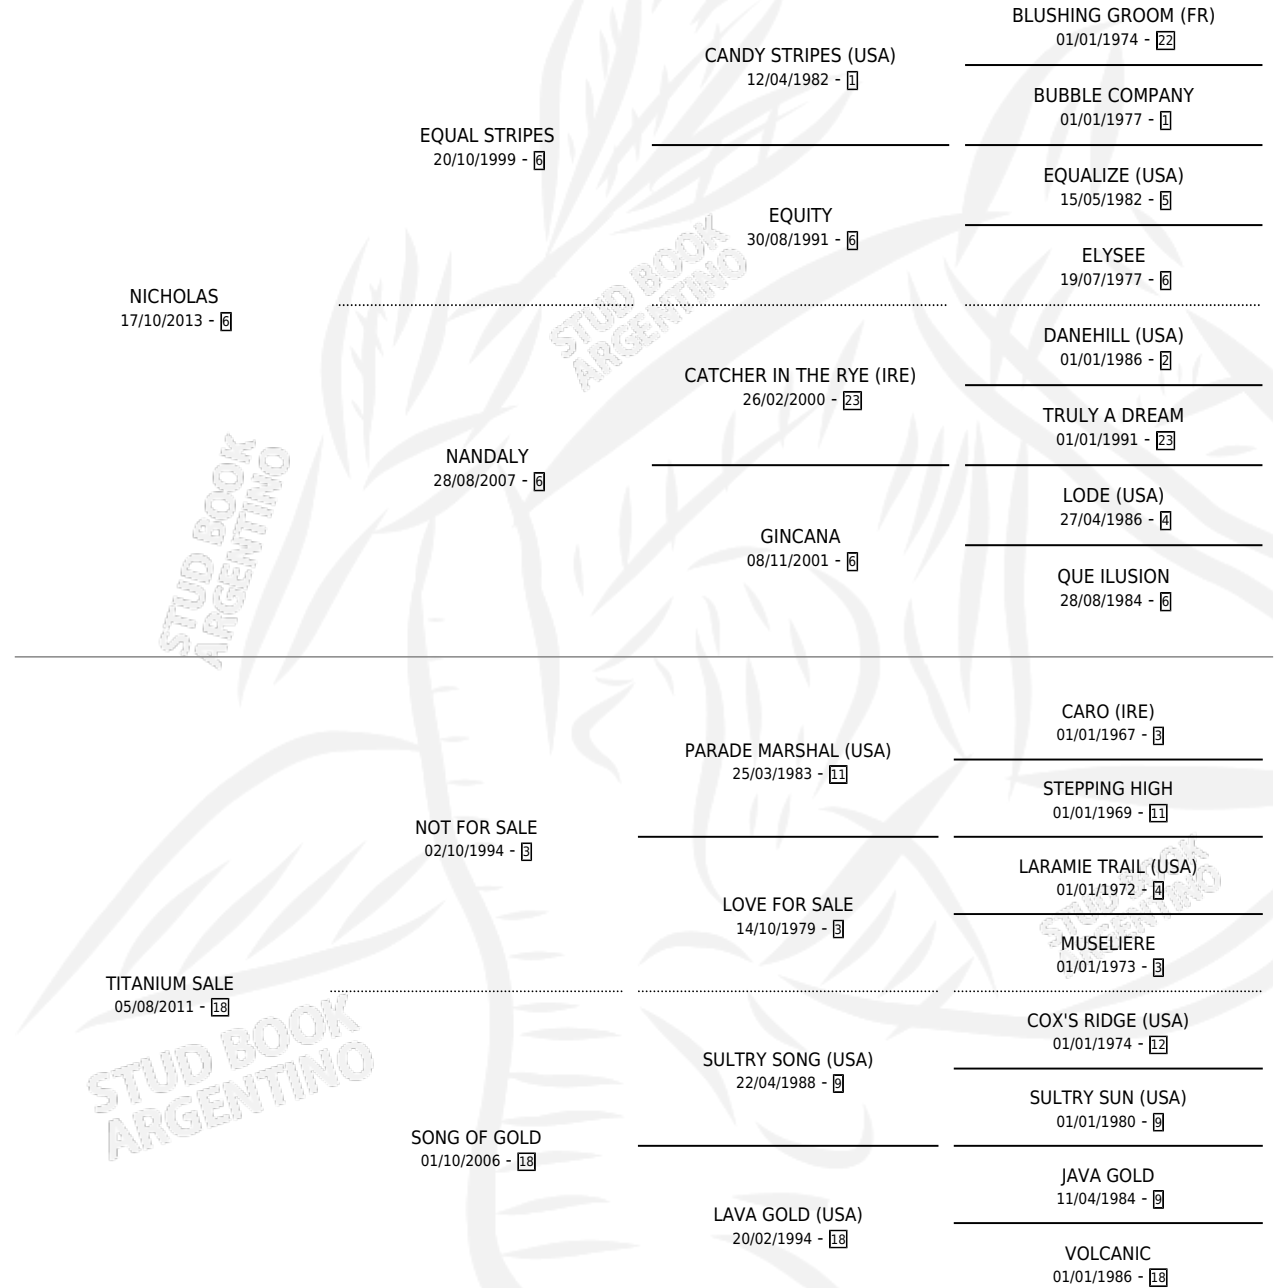 BLUSHING GROOM (FR)
01/01/1974 - 22
CANDY STRIPES (USA)
12/04/1982 - 1
BUBBLE COMPANY
01/01/1977 - 1
EQUAL STRIPES
20/10/1999 - 6
EQUALIZE (USA)
15/05/1982 - 5
EQUITY
30/08/1991 - 6
ELYSEE
19/07/1977 - 6
NICHOLAS
17/10/2013 - 6
DANEHILL (USA)
01/01/1986 - 2
CATCHER IN THE RYE (IRE)
26/02/2000 - 23
TRULY A DREAM
01/01/1991 - 23
NANDALY
28/08/2007 - 6
LODE (USA)
27/04/1986 - 4
GINCANA
08/11/2001 - 6
QUE ILUSION
28/08/1984 - 6
CARO (IRE)
01/01/1967 - 3
PARADE MARSHAL (USA)
25/03/1983 - 11
STEPPING HIGH
01/01/1969 - 11
NOT FOR SALE
02/10/1994 - 3
LARAMIE TRAIL (USA)
01/01/1972 - 4
LOVE FOR SALE
14/10/1979 - 3
MUSELIERE
01/01/1973 - 3
TITANIUM SALE
05/08/2011 - 18
COX'S RIDGE (USA)
01/01/1974 - 12
SULTRY SONG (USA)
22/04/1988 - 9
SULTRY SUN (USA)
01/01/1980 - 9
SONG OF GOLD
01/10/2006 - 18
JAVA GOLD
11/04/1984 - 9
LAVA GOLD (USA)
20/02/1994 - 18
VOLCANIC
01/01/1986 - 18
STUD BOOK
ARGENTINO
STUD BOOK
ARGENTINO
STUD BOOK
ARGENTINO
STUD BOOK
ARGENTINO